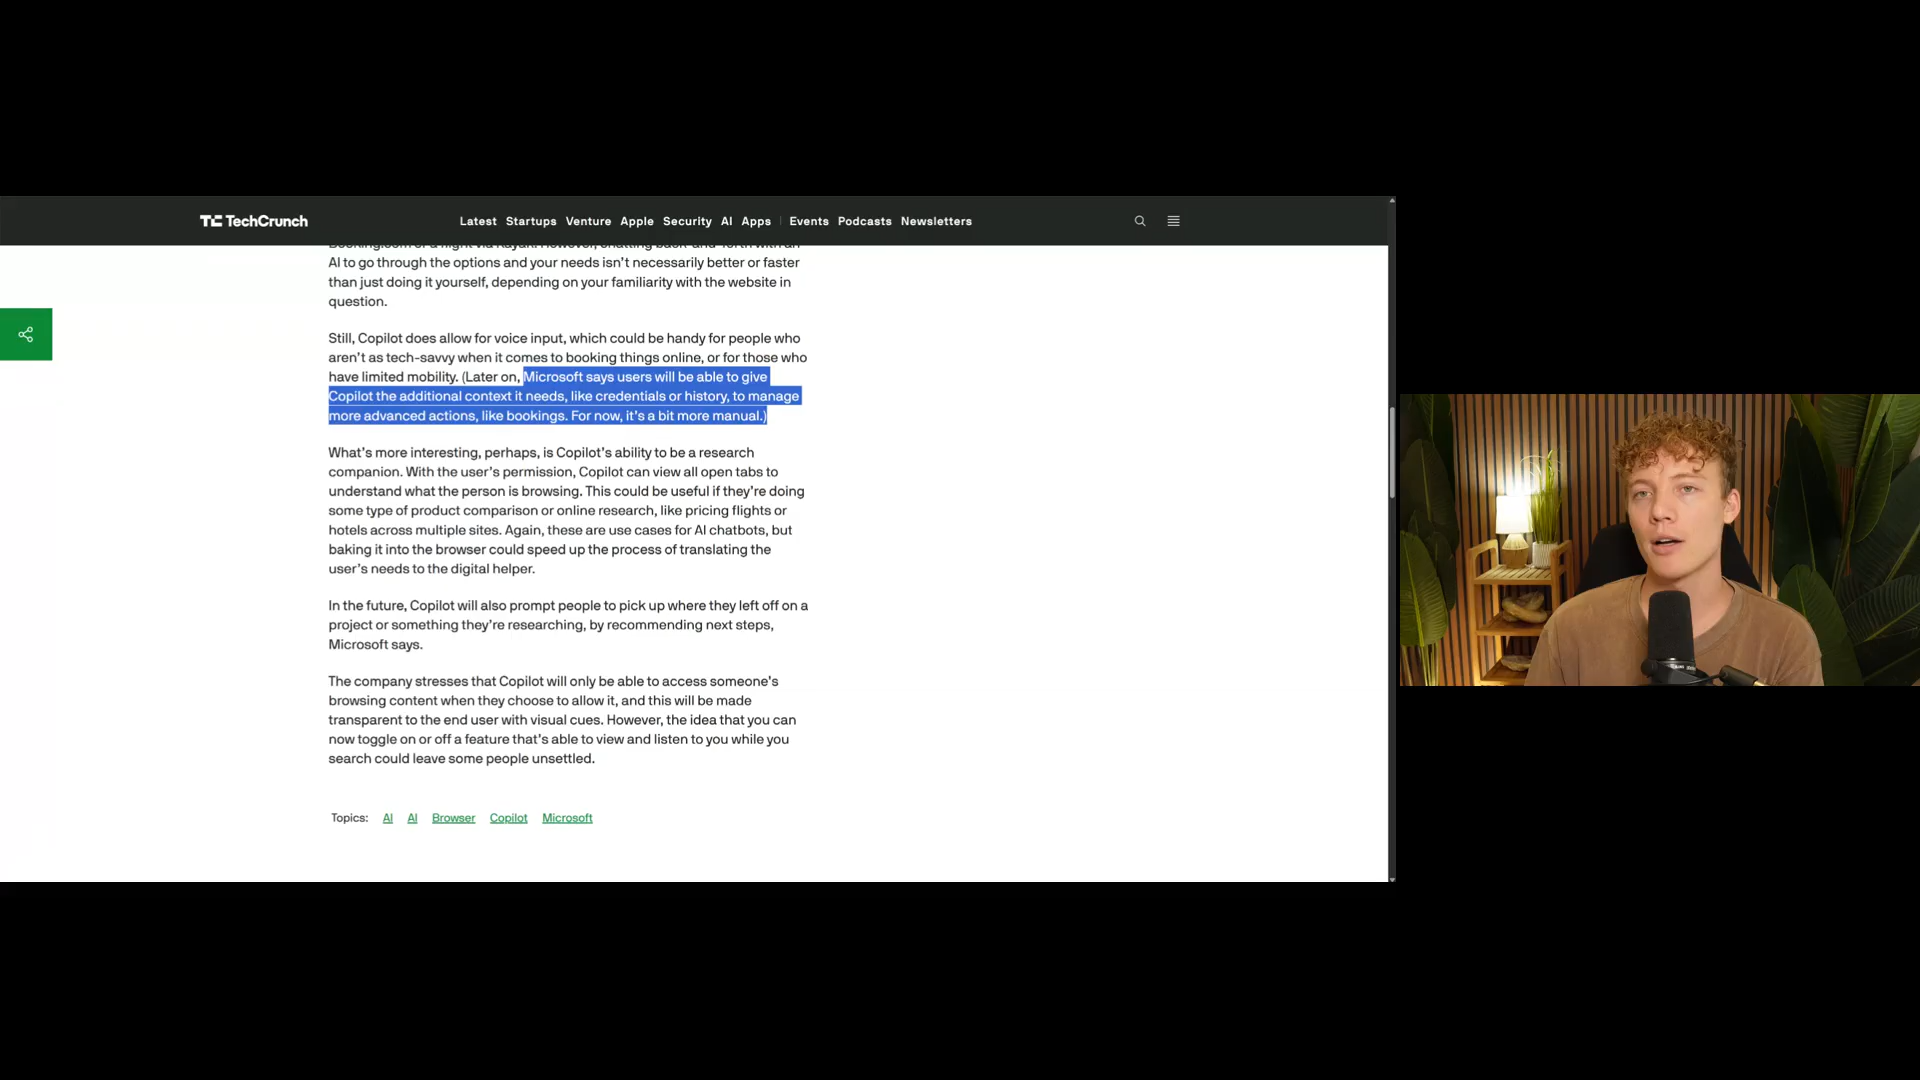 TechCrunch
Latest Startups Venture Apple Security AI Apps | Events Podcasts Newsletters
Booking.com or a flight via Kayak. However, chatting back-and-forth with an
AI to go through the options and your needs isn't necessarily better or faster
than just doing it yourself, depending on your familiarity with the website in
question.
Still, Copilot does allow for voice input, which could be handy for people who
aren't as tech-savvy when it comes to booking things online, or for those who
have limited mobility. (Later on, Microsoft says users will be able to give
Copilot the additional context it needs, like credentials or history, to manage
more advanced actions, like bookings. For now, it's a bit more manual.)
What's more interesting, perhaps, is Copilot's ability to be a research
companion. With the user's permission, Copilot can view all open tabs to
understand what the person is browsing. This could be useful if they're doing
some type of product comparison or online research, like pricing flights or
hotels across multiple sites. Again, these are use cases for AI chatbots, but
baking it into the browser could speed up the process of translating the
user's needs to the digital helper.
In the future, Copilot will also prompt people to pick up where they left off on a
project or something they're researching, by recommending next steps,
Microsoft says.
The company stresses that Copilot will only be able to access someone's
browsing content when they choose to allow it, and this will be made
transparent to the end user with visual cues. However, the idea that you can
now toggle on or off a feature that's able to view and listen to you while you
search could leave some people unsettled.
Topics: AI AI Browser Copilot Microsoft